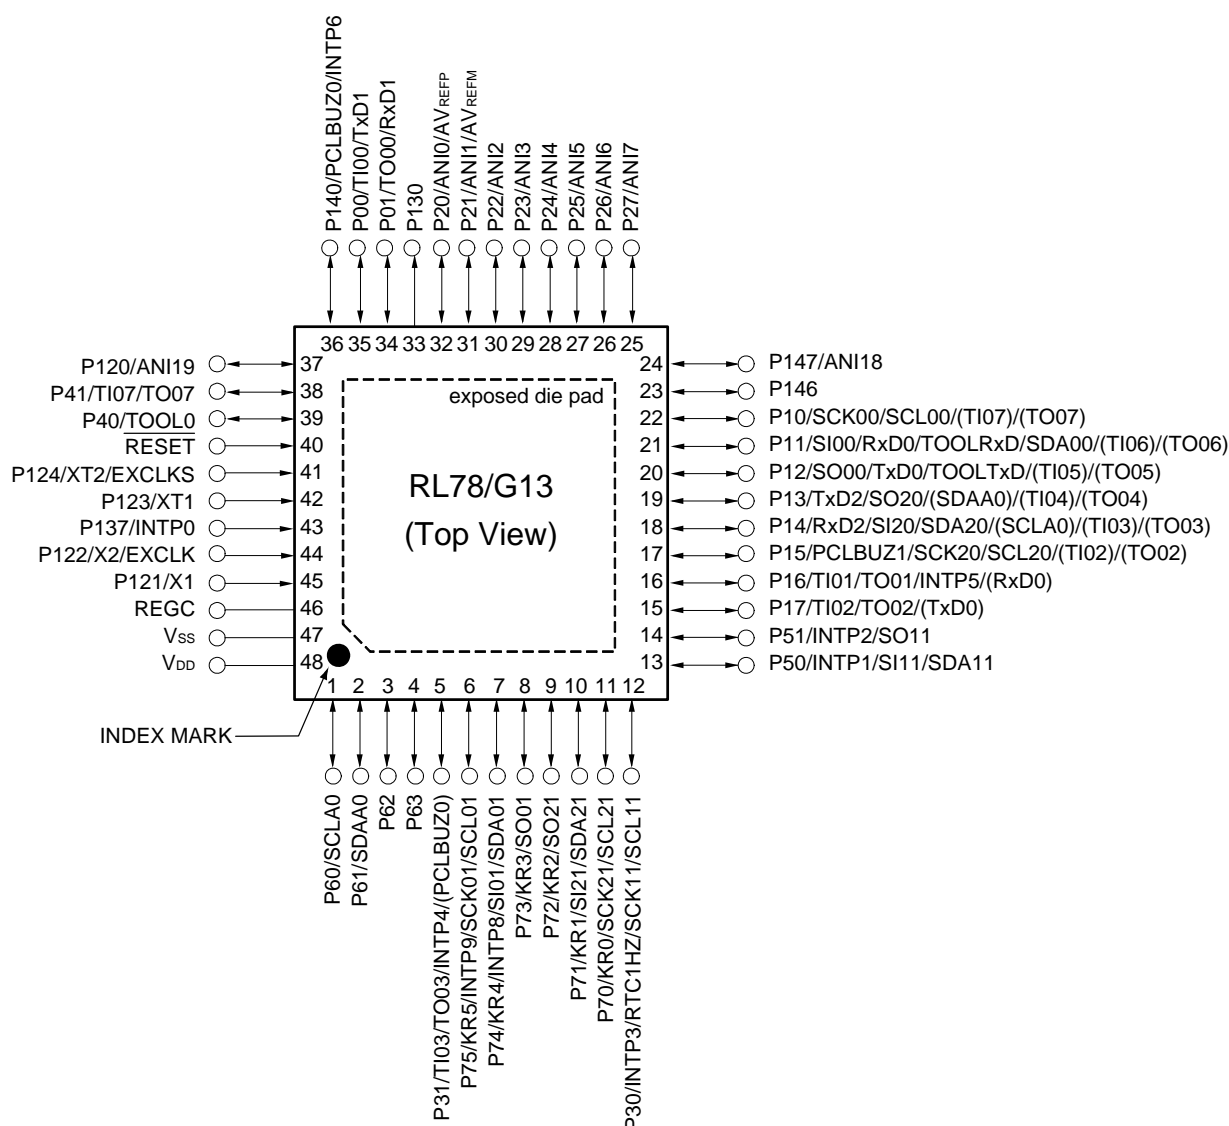 P140/PCLBUZ0/INTP6
P00/TI00/TxD1
P01/TO00/RxD1
P130
P20/ANI0/AVREFP
P21/ANI1/AVREFM
P22/ANI2
P23/ANI3
P24/ANI4
P25/ANI5
P26/ANI6
P27/ANI7
36 35 34 33 32 31 30 29 28 27 26 25
P120/ANI19 37
P41/TI07/TO07 38
P40/TOOL0 39
RESET 40
P124/XT2/EXCLKS 41
P123/XT1 42
P137/INTP0 43
P122/X2/EXCLK 44
P121/X1 45
REGC 46
VSS 47
VDD 48
exposed die pad
RL78/G13
(Top View)
24 P147/ANI18
23 P146
22 P10/SCK00/SCL00/(TI07)/(TO07)
21 P11/SI00/RxD0/TOOLRxD/SDA00/(TI06)/(TO06)
20 P12/SO00/TxD0/TOOLTxD/(TI05)/(TO05)
19 P13/TxD2/SO20/(SDAA0)/(TI04)/(TO04)
18 P14/RxD2/SI20/SDA20/(SCLA0)/(TI03)/(TO03)
17 P15/PCLBUZ1/SCK20/SCL20/(TI02)/(TO02)
16 P16/TI01/TO01/INTP5/(RxD0)
15 P17/TI02/TO02/(TxD0)
14 P51/INTP2/SO11
13 P50/INTP1/SI11/SDA11
1 2 3 4 5 6 7 8 9 10 11 12
INDEX MARK
P60/SCLA0
P61/SDAA0
P62
P63
P31/TI03/TO03/INTP4/(PCLBUZ0)
P75/KR5/INTP9/SCK01/SCL01
P74/KR4/INTP8/SI01/SDA01
P73/KR3/SO01
P72/KR2/SO21
P71/KR1/SI21/SDA21
P70/KR0/SCK21/SCL21
P30/INTP3/RTC1HZ/SCK11/SCL11